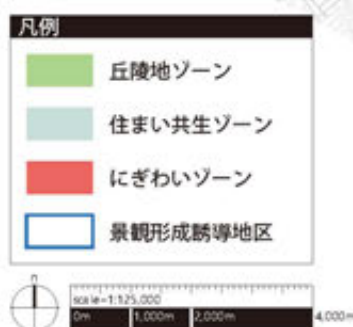 凡例
丘陵地ゾーン
住まい共生ゾーン
にぎわいゾーン
景観形成誘導地区
n
scale=1:125,000
0m 1,000m 2,000m 4,000m